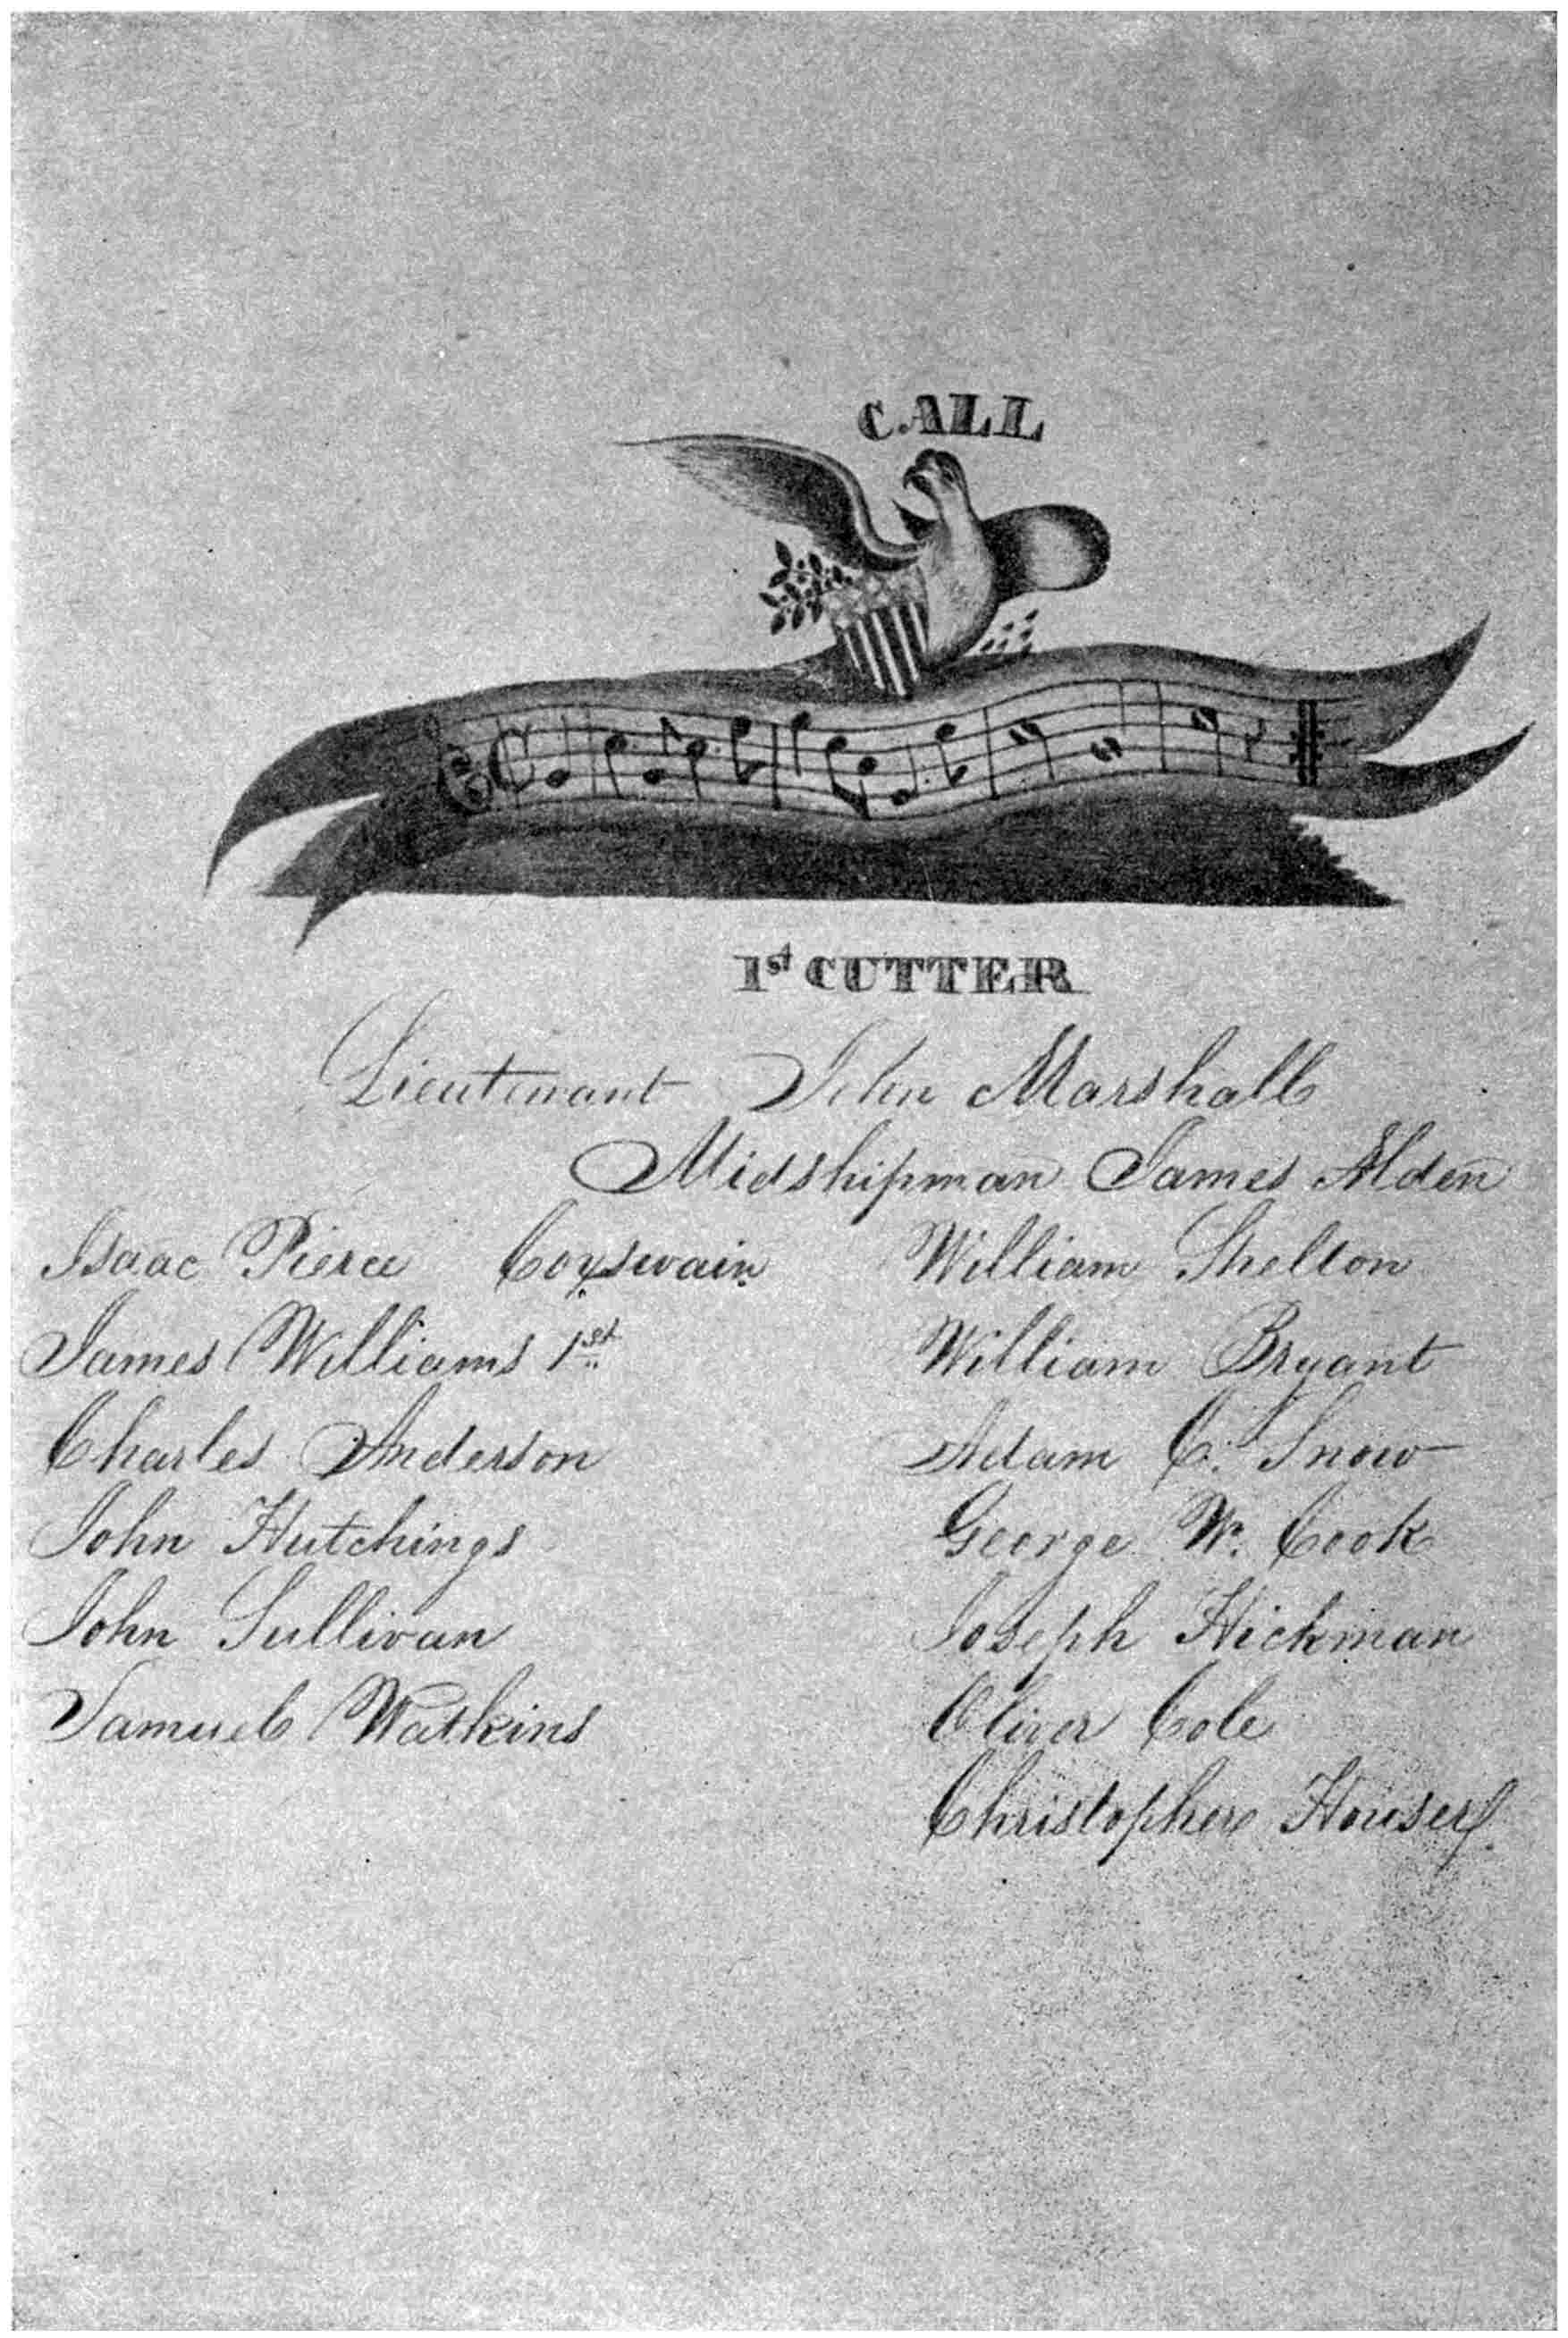 CALL
1st CUTTER
Lieutenant John Marshall
Midshipman James Alden
Isaac Pierce Coxswain
James Williams 1st
Charles Anderson
John Hutchings
John Sullivan
Samuel Watkins
William Shelton
William Bryant
Adam C. Snow
George W. Cook
Joseph Hickman
Oliver Cole
Christopher Houser